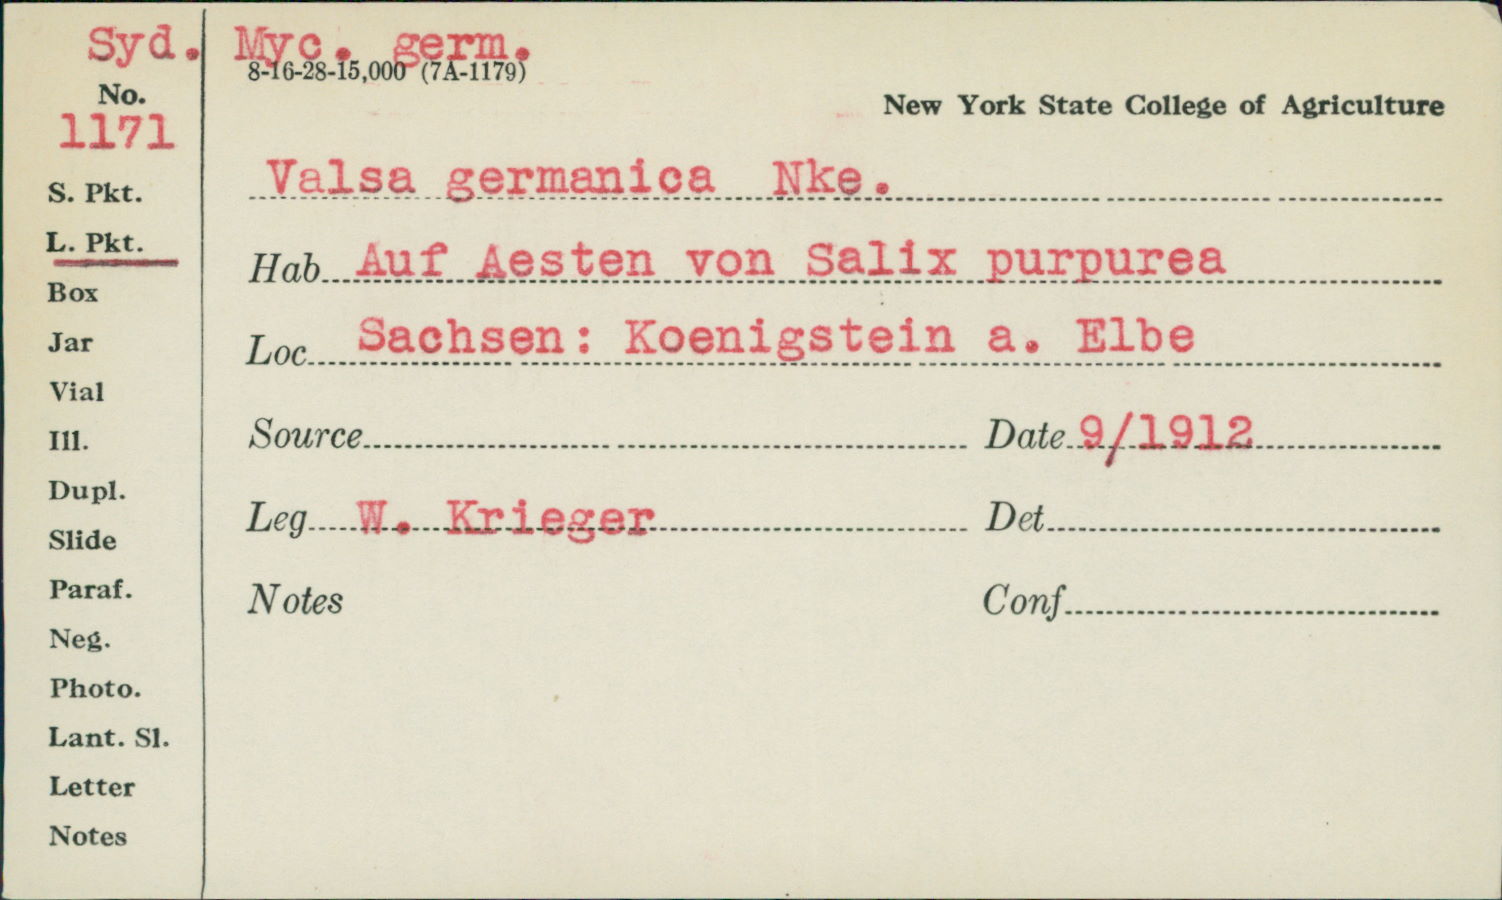 Syd. Myc. germ.
8-16-28-15,000 (7A-1179)
No.
1171
New York State College of Agriculture
S. Pkt.
L. Pkt.
Box
Jar
Vial
Ill.
Dupl.
Slide
Paraf.
Neg.
Photo.
Lant. Sl.
Letter
Notes
Valsa germanica Nke.
Hab Auf Aesten von Salix purpurea
Loc Sachsen: Koenigstein a. Elbe
Source Date 9/1912
Leg W. Krieger Det
Notes Conf